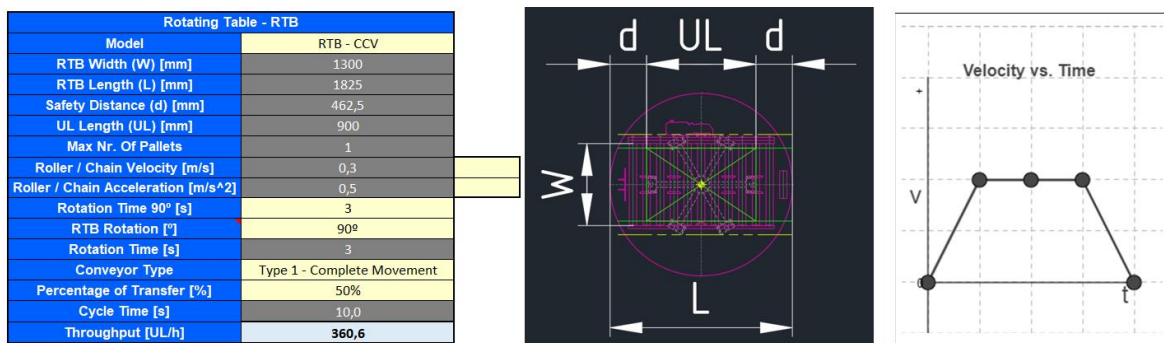 Rotating Table - RTB
Model RTB - CCV
RTB Width (W) [mm] 1300
RTB Length (L) [mm] 1825
Safety Distance (d) [mm] 462,5
UL Length (UL) [mm] 900
Max Nr. Of Pallets 1
Roller / Chain Velocity [m/s] 0,3
Roller / Chain Acceleration [m/s^2] 0,5
Rotation Time 90º [s] 3
RTB Rotation [º] 90º
Rotation Time [s] 3
Conveyor Type Type 1 - Complete Movement
Percentage of Transfer [%] 50%
Cycle Time [s] 10,0
Throughput [UL/h] 360,6
d UL d
W
L
Velocity vs. Time
+
V
0
t